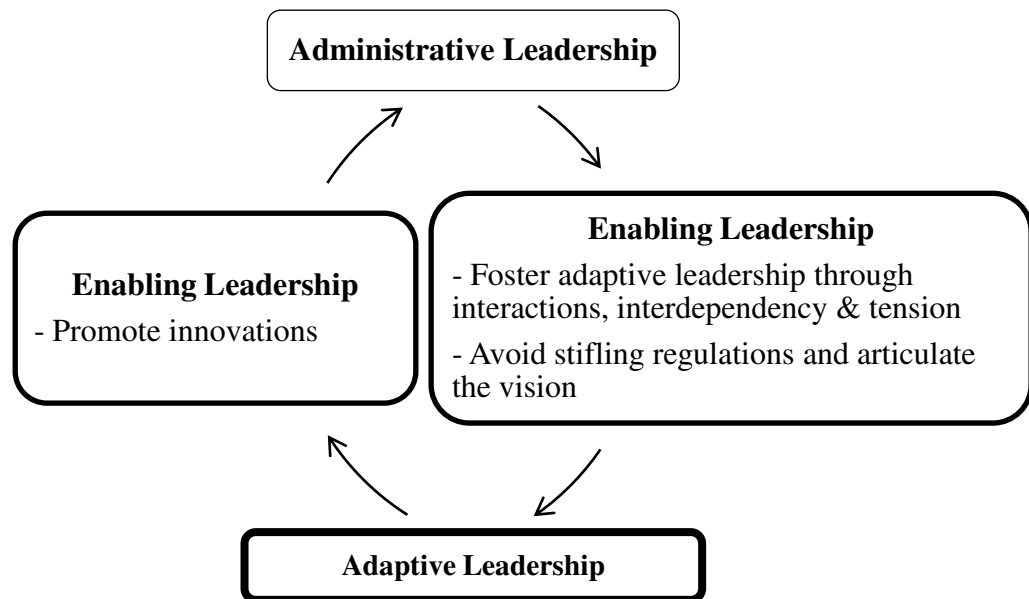 Administrative Leadership
Enabling Leadership
- Promote innovations
Enabling Leadership
- Foster adaptive leadership through
interactions, interdependency & tension
- Avoid stifling regulations and articulate
the vision
Adaptive Leadership